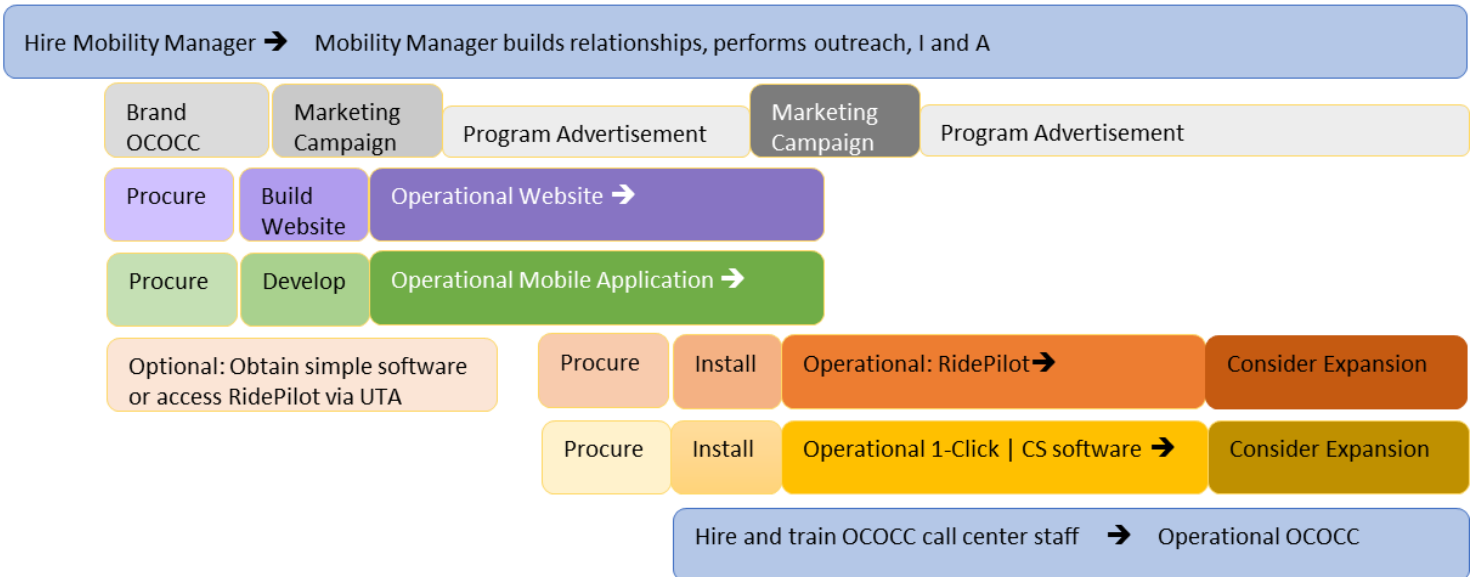 Hire Mobility Manager ➔ Mobility Manager builds relationships, performs outreach, I and A
Brand
OCOCC
Marketing
Campaign
Program Advertisement
Marketing
Campaign
Program Advertisement
Procure
Build
Website
Operational Website ➔
Procure
Develop
Operational Mobile Application ➔
Optional: Obtain simple software
or access RidePilot via UTA
Procure
Install
Operational: RidePilot➔
Consider Expansion
Procure
Install
Operational 1-Click | CS software ➔
Consider Expansion
Hire and train OCOCC call center staff ➔ Operational OCOCC